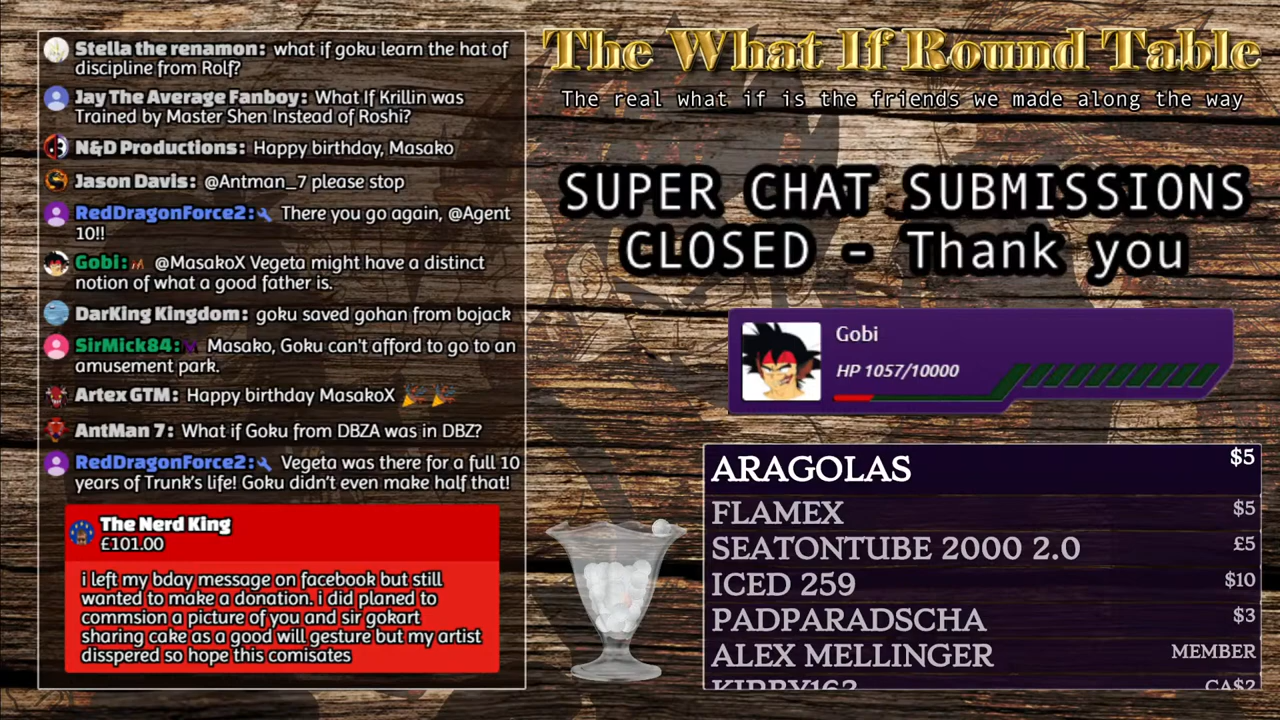 Stella the renamon: what if goku learn the hat of
discipline from Rolf?
Jay The Average Fanboy: What If Krillin was
Trained by Master Shen Instead of Roshi?
N&D Productions: Happy birthday, Masako
Jason Davis: @Antman_7 please stop
RedDragonForce2: There you go again, @Agent
10!!
Gobi: @MasakoX Vegeta might have a distinct
notion of what a good father is.
DarKing Kingdom: goku saved gohan from bojack
SirMick84: Masako, Goku can't afford to go to an
amusement park.
Artex GTM: Happy birthday MasakoX 🎉🎉
AntMan 7: What if Goku from DBZA was in DBZ?
RedDragonForce2: Vegeta was there for a full 10
years of Trunk's life! Goku didn't even make half that!
The Nerd King
£101.00
i left my bday message on facebook but still
wanted to make a donation. i did planed to
commsion a picture of you and sir gokart
sharing cake as a good will gesture but my artist
disspered so hope this comisates
The What If Round Table
The real what if is the friends we made along the way
SUPER CHAT SUBMISSIONS
CLOSED - Thank you
Gobi
HP 1057/10000
ARAGOLAS $5
FLAMEX $5
SEATONTUBE 2000 2.0 £5
ICED 259 $10
PADPARADSCHA $3
ALEX MELLINGER MEMBER
KIRBY163 CA$2